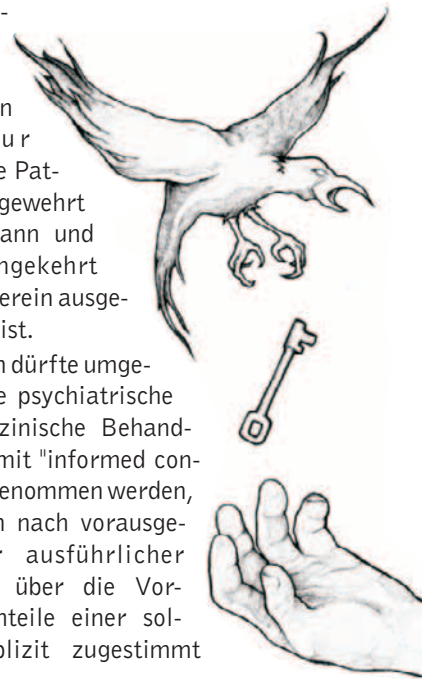 -
n
u r
e Pat-
gewehrt
ann und
ngekehrt
erein ausge-
ist.
n dürfte umge-
e psychiatrische
zinische Behand-
mit "informed con-
enommen werden,
n nach vorausge-
r ausführlicher
über die Vor-
nteile einer sol-
plizit zugestimmt